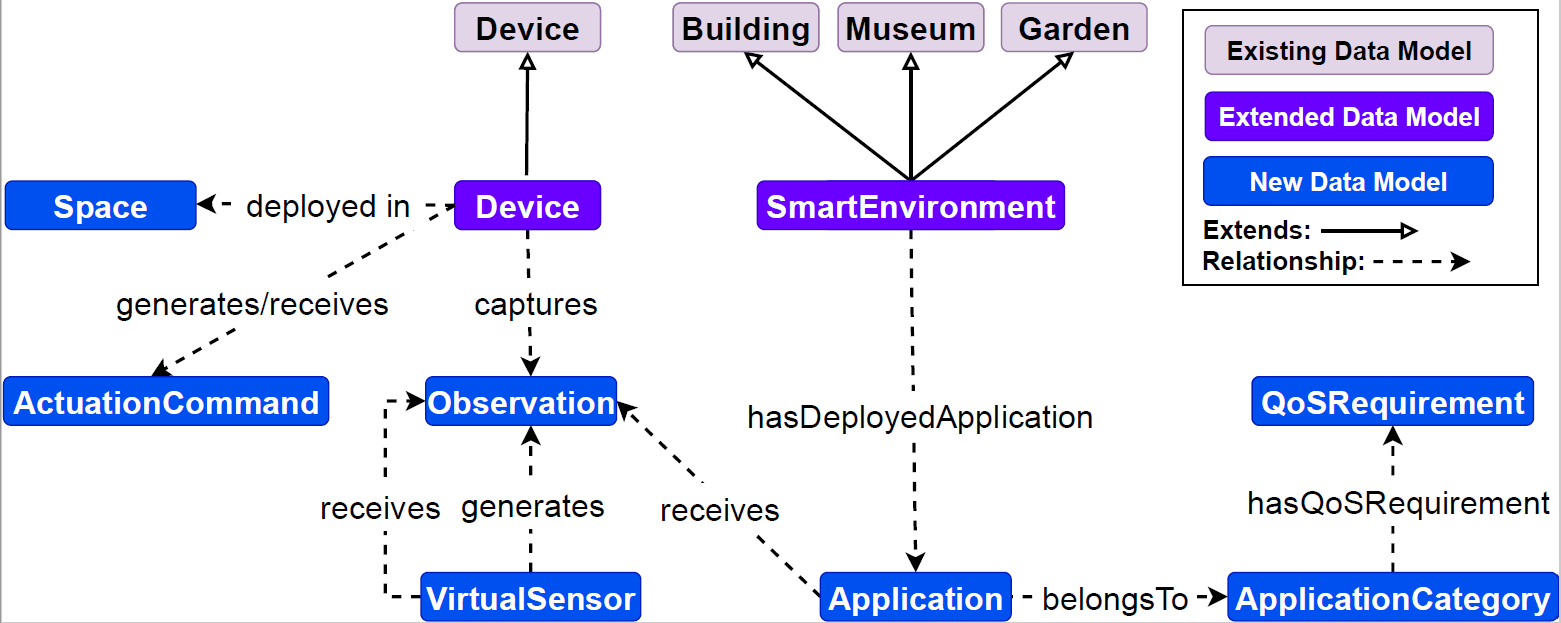 Device
Building
Museum
Garden
Existing Data Model
Extended Data Model
New Data Model
Extends:
Relationship:
Space
deployed in
Device
SmartEnvironment
generates/receives
captures
ActuationCommand
Observation
hasDeployedApplication
QoSRequirement
receives
generates
receives
hasQoSRequirement
VirtualSensor
Application
belongsTo
ApplicationCategory